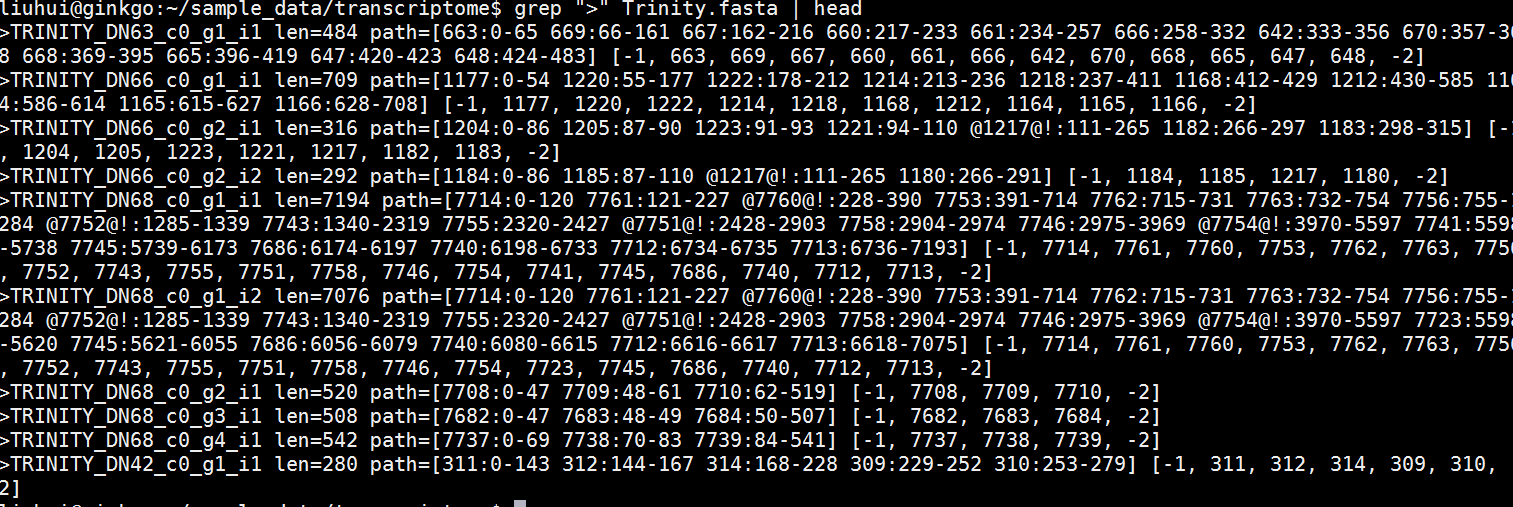 liuhui@ginkgo:~/sample_data/transcriptome$ grep ">" Trinity.fasta | head
>TRINITY_DN63_c0_g1_i1 len=484 path=[663:0-65 669:66-161 667:162-216 660:217-233 661:234-257 666:258-332 642:333-356 670:357-36
8 668:369-395 665:396-419 647:420-423 648:424-483] [-1, 663, 669, 667, 660, 661, 666, 642, 670, 668, 665, 647, 648, -2]
>TRINITY_DN66_c0_g1_i1 len=709 path=[1177:0-54 1220:55-177 1222:178-212 1214:213-236 1218:237-411 1168:412-429 1212:430-585 116
4:586-614 1165:615-627 1166:628-708] [-1, 1177, 1220, 1222, 1214, 1218, 1168, 1212, 1164, 1165, 1166, -2]
>TRINITY_DN66_c0_g2_i1 len=316 path=[1204:0-86 1205:87-90 1223:91-93 1221:94-110 @1217@!:111-265 1182:266-297 1183:298-315] [-1
, 1204, 1205, 1223, 1221, 1217, 1182, 1183, -2]
>TRINITY_DN66_c0_g2_i2 len=292 path=[1184:0-86 1185:87-110 @1217@!:111-265 1180:266-291] [-1, 1184, 1185, 1217, 1180, -2]
>TRINITY_DN68_c0_g1_i1 len=7194 path=[7714:0-120 7761:121-227 @7760@!:228-390 7753:391-714 7762:715-731 7763:732-754 7756:755-1
284 @7752@!:1285-1339 7743:1340-2319 7755:2320-2427 @7751@!:2428-2903 7758:2904-2974 7746:2975-3969 @7754@!:3970-5597 7741:5598
-5738 7745:5739-6173 7686:6174-6197 7740:6198-6733 7712:6734-6735 7713:6736-7193] [-1, 7714, 7761, 7760, 7753, 7762, 7763, 7756
, 7752, 7743, 7755, 7751, 7758, 7746, 7754, 7741, 7745, 7686, 7740, 7712, 7713, -2]
>TRINITY_DN68_c0_g1_i2 len=7076 path=[7714:0-120 7761:121-227 @7760@!:228-390 7753:391-714 7762:715-731 7763:732-754 7756:755-1
284 @7752@!:1285-1339 7743:1340-2319 7755:2320-2427 @7751@!:2428-2903 7758:2904-2974 7746:2975-3969 @7754@!:3970-5597 7723:5598
-5620 7745:5621-6055 7686:6056-6079 7740:6080-6615 7712:6616-6617 7713:6618-7075] [-1, 7714, 7761, 7760, 7753, 7762, 7763, 7756
, 7752, 7743, 7755, 7751, 7758, 7746, 7754, 7723, 7745, 7686, 7740, 7712, 7713, -2]
>TRINITY_DN68_c0_g2_i1 len=520 path=[7708:0-47 7709:48-61 7710:62-519] [-1, 7708, 7709, 7710, -2]
>TRINITY_DN68_c0_g3_i1 len=508 path=[7682:0-47 7683:48-49 7684:50-507] [-1, 7682, 7683, 7684, -2]
>TRINITY_DN68_c0_g4_i1 len=542 path=[7737:0-69 7738:70-83 7739:84-541] [-1, 7737, 7738, 7739, -2]
>TRINITY_DN42_c0_g1_i1 len=280 path=[311:0-143 312:144-167 314:168-228 309:229-252 310:253-279] [-1, 311, 312, 314, 309, 310,
2]
liuhui@ginkgo:~/sample_data/transcriptome$